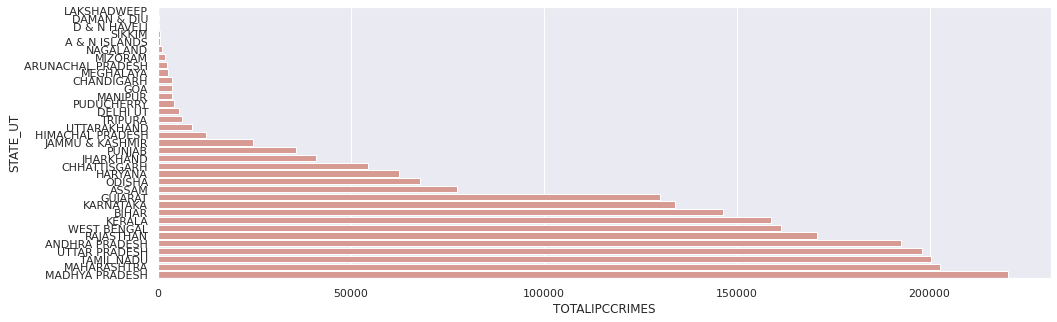 LAKSHADWEEP
DAMAN & DIU
D & N HAVELI
SIKKIM
A & N ISLANDS
NAGALAND
MIZORAM
ARUNACHAL PRADESH
MEGHALAYA
CHANDIGARH
GOA
MANIPUR
PUDUCHERRY
DELHI UT
TRIPURA
UTTARAKHAND
HIMACHAL PRADESH
JAMMU & KASHMIR
PUNJAB
JHARKHAND
CHHATTISGARH
HARYANA
ODISHA
ASSAM
GUJARAT
KARNATAKA
BIHAR
KERALA
WEST BENGAL
RAJASTHAN
ANDHRA PRADESH
UTTAR PRADESH
TAMIL NADU
MAHARASHTRA
MADHYA PRADESH
STATE_UT
0 50000 100000 150000 200000
TOTALIPCCRIMES